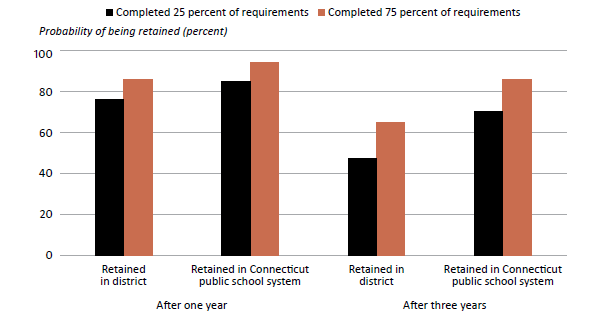 Completed 25 percent of requirements Completed 75 percent of requirements
Probability of being retained (percent)
100
80
60
40
20
0
Retained
in district
Retained in Connecticut
public school system
Retained in
district
Retained in Connecticut
public school system
After one year
After three years